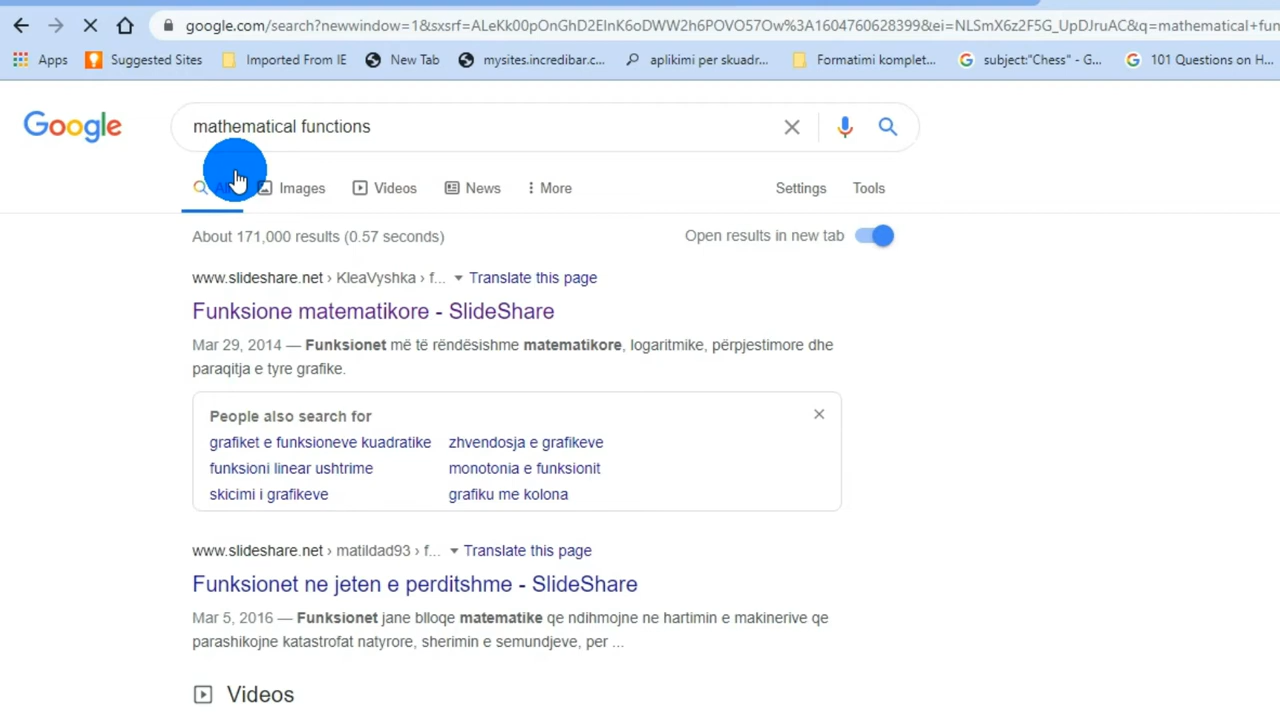 google.com/search?newwindow=1&sxsrf=ALeKk00pOnGhD2EInK6oDWW2h6POVO57Ow%3A1604760628399&ei=NLSmX6z2F5G_UpDJruAC&q=mathematical+fun
Apps Suggested Sites Imported From IE New Tab mysites.incredibar.c... aplikimi per skuadr... Formatimi komplet... subject:"Chess" - G... 101 Questions on H...
Google mathematical functions
Images Videos News More Settings Tools
About 171,000 results (0.57 seconds) Open results in new tab
www.slideshare.net › KleaVyshka › f... Translate this page
Funksione matematikore - SlideShare
Mar 29, 2014 — Funksionet më të rëndësishme matematikore, logaritmike, përpjestimore dhe
paraqitja e tyre grafike.
People also search for
grafiket e funksioneve kuadratike zhvendosja e grafikeve
funksioni linear ushtrime monotonia e funksionit
skicimi i grafikeve grafiku me kolona
www.slideshare.net › matildad93 › f... Translate this page
Funksionet ne jeten e perditshme - SlideShare
Mar 5, 2016 — Funksionet jane blloqe matematike qe ndihmojne ne hartimin e makinerive qe
parashikojne katastrofat natyrore, sherimin e semundjeve, per ...
Videos